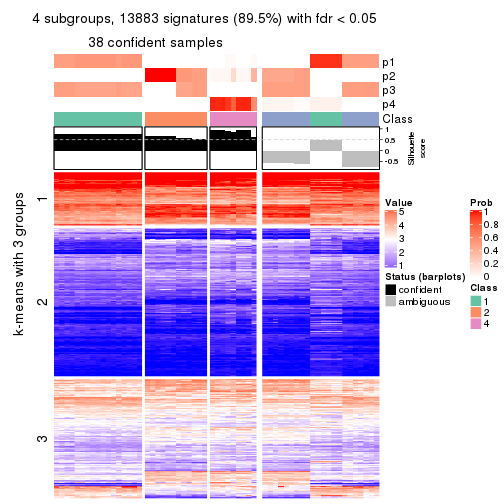 4 subgroups, 13883 signatures (89.5%) with fdr < 0.05
38 confident samples
p1
p2
p3
p4
Class
1
0.5
0
-0.5
Silhouette
score
k-means with 3 groups
1
2
3
Value
5
4
3
2
1
Status (barplots)
confident
ambiguous
Prob
1
0.8
0.6
0.4
0.2
0
Class
1
2
4